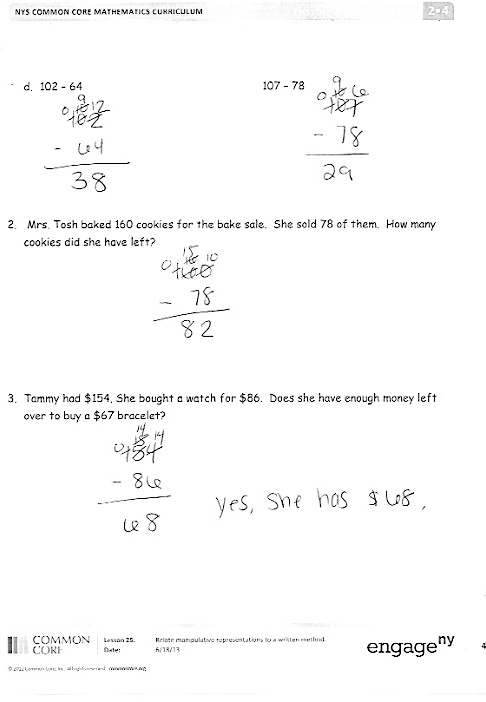 NYS COMMON CORE MATHEMATICS CURRICULUM 2•4
d. 102 - 64 107 - 78
9 9
0 10 12 0 10 6
102 107
- 64 - 78
38 29
2. Mrs. Tosh baked 160 cookies for the bake sale. She sold 78 of them. How many
cookies did she have left?
15
0 16 10
160
- 78
82
3. Tammy had $154. She bought a watch for $86. Does she have enough money left
over to buy a $67 bracelet?
14
0 15 14
154
- 86
68 yes, she has $68.
COMMON Lesson 25: Relate manipulative representations to a written method.
CORE Date: 6/18/13 engageny 4
© 2012 Common Core, Inc. All rights reserved. commoncore.org